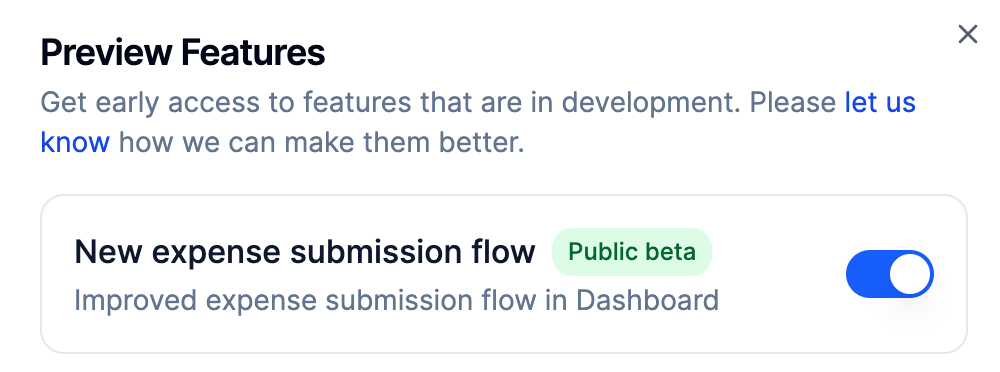 Preview Features
Get early access to features that are in development. Please let us
know how we can make them better.
New expense submission flow Public beta
Improved expense submission flow in Dashboard